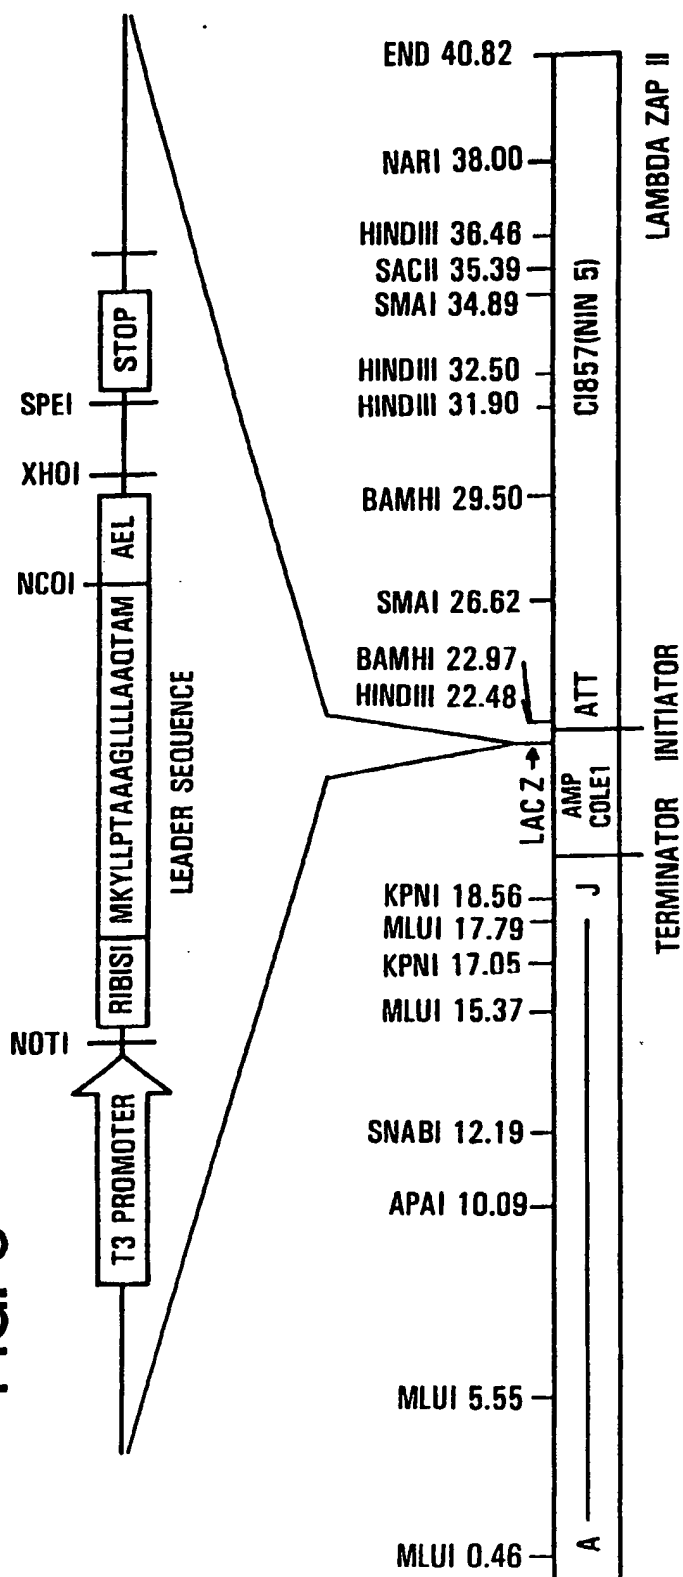 END 40.82
NARI 38.00
HINDIII 36.46
SACII 35.39
SMAI 34.89
HINDIII 32.50
HINDIII 31.90
BAMHI 29.50
SMAI 26.62
BAMHI 22.97
HINDIII 22.48
LAC Z
KPNI 18.56
MLUI 17.79
KPNI 17.05
MLUI 15.37
SNABI 12.19
APAI 10.09
MLUI 5.55
MLUI 0.46
LAMBDA ZAP II
CI857(NIN 5)
ATT
INITIATOR
AMP
COLE1
TERMINATOR
J
A
STOP
SPEI
XHOI
AEL
NCOI
MKYLLPTAAAGLLLLAAQTAM
LEADER SEQUENCE
RIBISI
NOTI
T3 PROMOTER